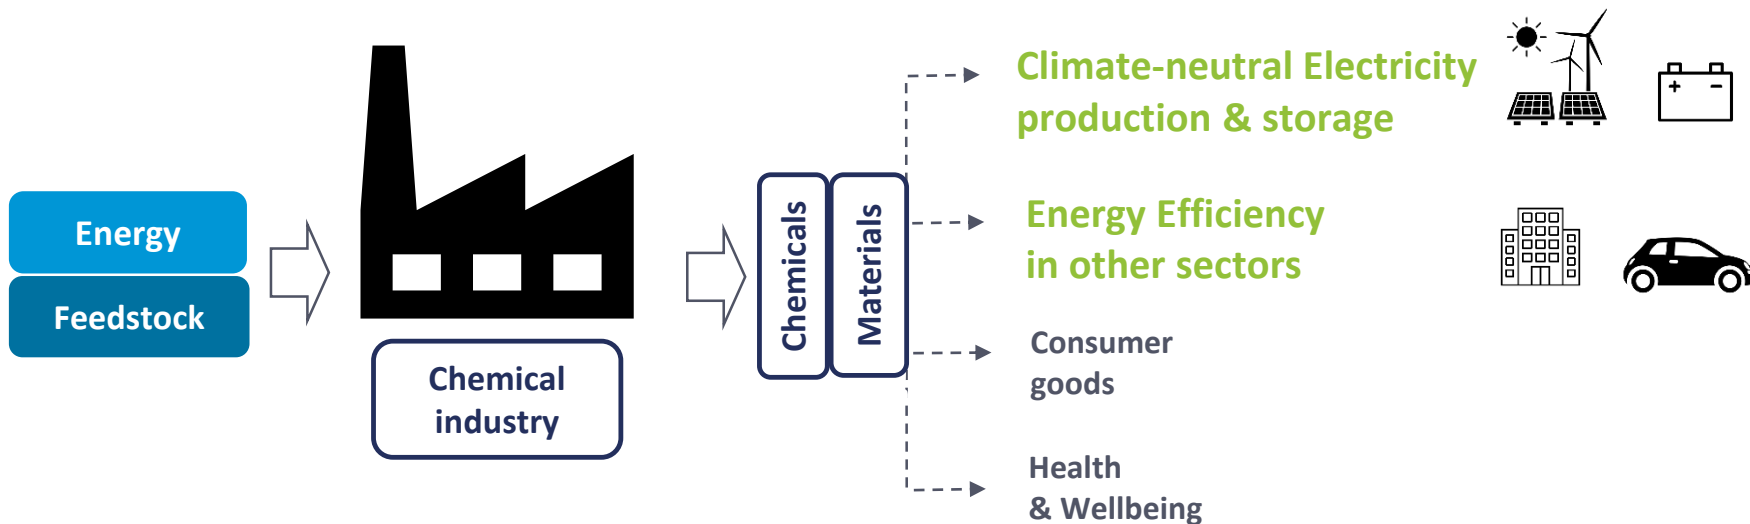 Energy
Feedstock
Chemical
industry
Chemicals
Materials
Climate-neutral Electricity
production & storage
Energy Efficiency
in other sectors
Consumer
goods
Health
& Wellbeing
+ -